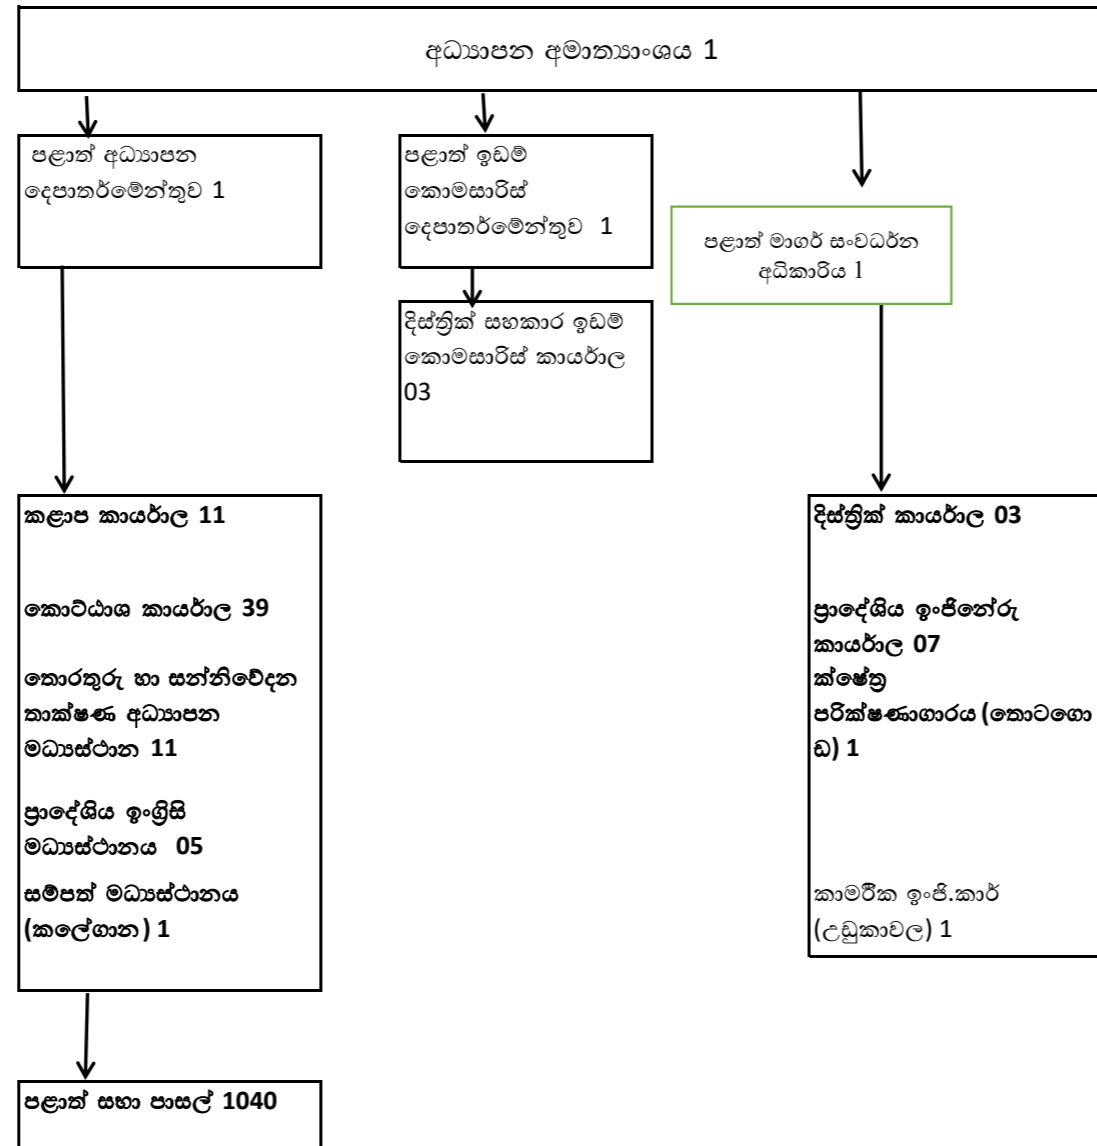 අධ්‍යාපන අමාත්‍යාංශය 1
පළාත් අධ්‍යාපන
දෙපාතර්මේන්තුව 1
පළාත් ඉඩම්
කොමසාරිස්
දෙපාතර්මේන්තුව 1
පළාත් මාගර් සංවධර්න
අධිකාරිය 1
දිස්ත්‍රික් සහකාර ඉඩම්
කොමසාරිස් කායර්ාල
03
කළාප කායර්ාල 11
කොට්ඨාශ කායර්ාල 39
තොරතුරු හා සන්නිවේදන
තාක්ෂණ අධ්‍යාපන
මධ්‍යස්ථාන 11
ප්‍රාදේශිය ඉංග්‍රිසි
මධ්‍යස්ථානය 05
සම්පත් මධ්‍යස්ථානය
(කලේගාන) 1
දිස්ත්‍රික් කායර්ාල 03
ප්‍රාදේශිය ඉංජිනේරු
කායර්ාල 07
ක්ෂේත්‍ර
පරික්ෂණාගාරය (තොටගො
ඩ) 1
කාමර්ික ඉංජි.කාර්
(උඩුකාවල) 1
පළාත් සභා පාසල් 1040